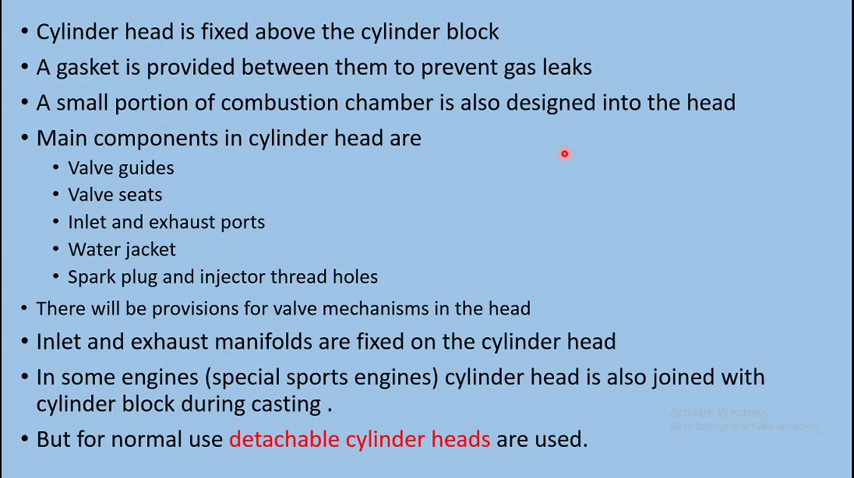 • Cylinder head is fixed above the cylinder block
• A gasket is provided between them to prevent gas leaks
• A small portion of combustion chamber is also designed into the head
• Main components in cylinder head are
• Valve guides
• Valve seats
• Inlet and exhaust ports
• Water jacket
• Spark plug and injector thread holes
• There will be provisions for valve mechanisms in the head
• Inlet and exhaust manifolds are fixed on the cylinder head
• In some engines (special sports engines) cylinder head is also joined with
cylinder block during casting .
• But for normal use detachable cylinder heads are used.
Activate Windows
Go to Settings to activate Windows.